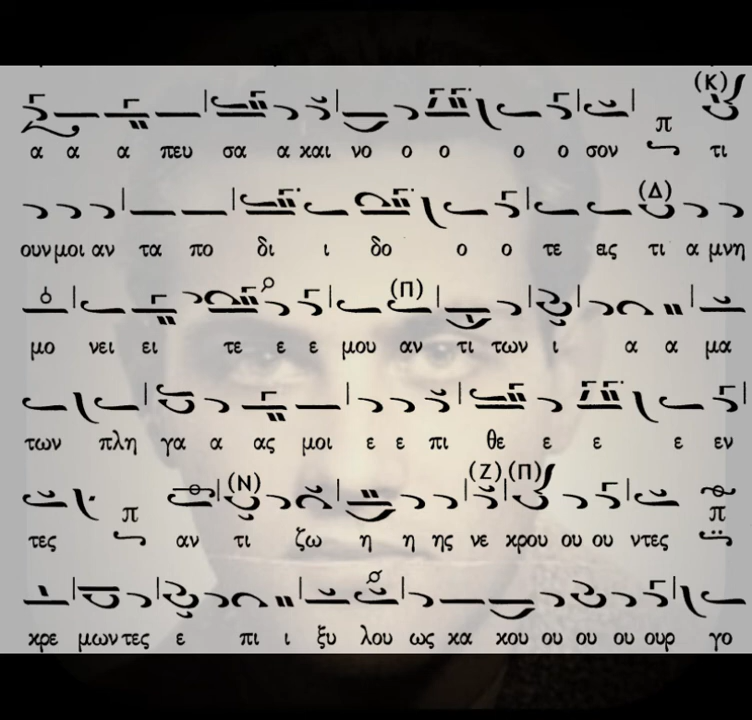 (Κ)
α α α πευ σα α και νο ο ο ο ο σον π τι
(Δ)
ουν μοι αν τα πο δι ι δο ο ο τε εις τι α μνη
(Π)
μο νει ει τε ε ε μου αν τι των ι α α μα
των πλη γα α ας μοι ε ε πι θε ε ε ε εν
(Ν) (Ζ) (Π)
τες π αν τι ζω η η ης νε κρου ου ου ντες π
κρε μων τες ε πι ι ξυ λου ως κα κου ου ου ου ουρ γο